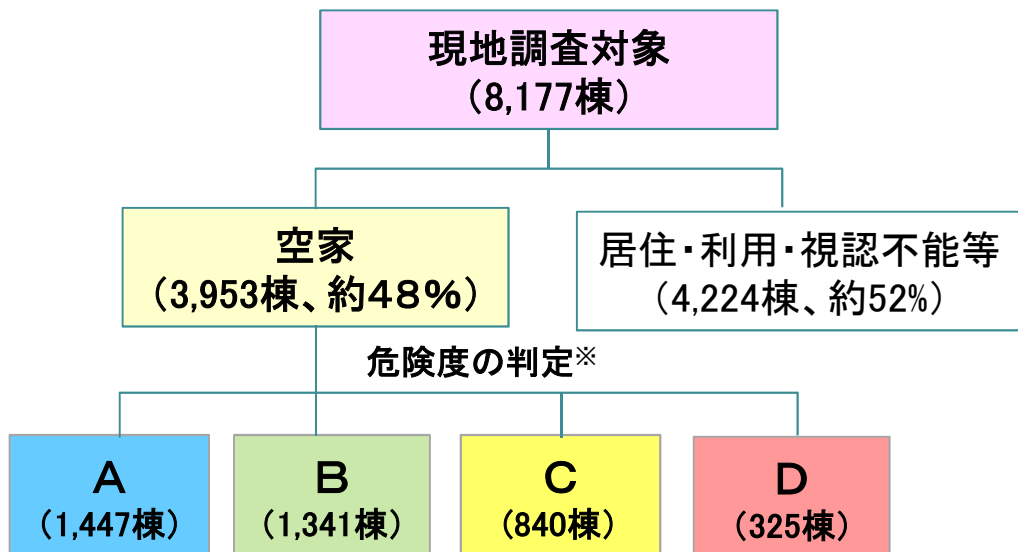 現地調査対象
（8,177棟）
空家
（3,953棟、約４８％）
居住・利用・視認不能等
（4,224棟、約52%）
危険度の判定※
Ａ
（1,447棟）
Ｂ
（1,341棟）
Ｃ
（840棟）
Ｄ
（325棟）